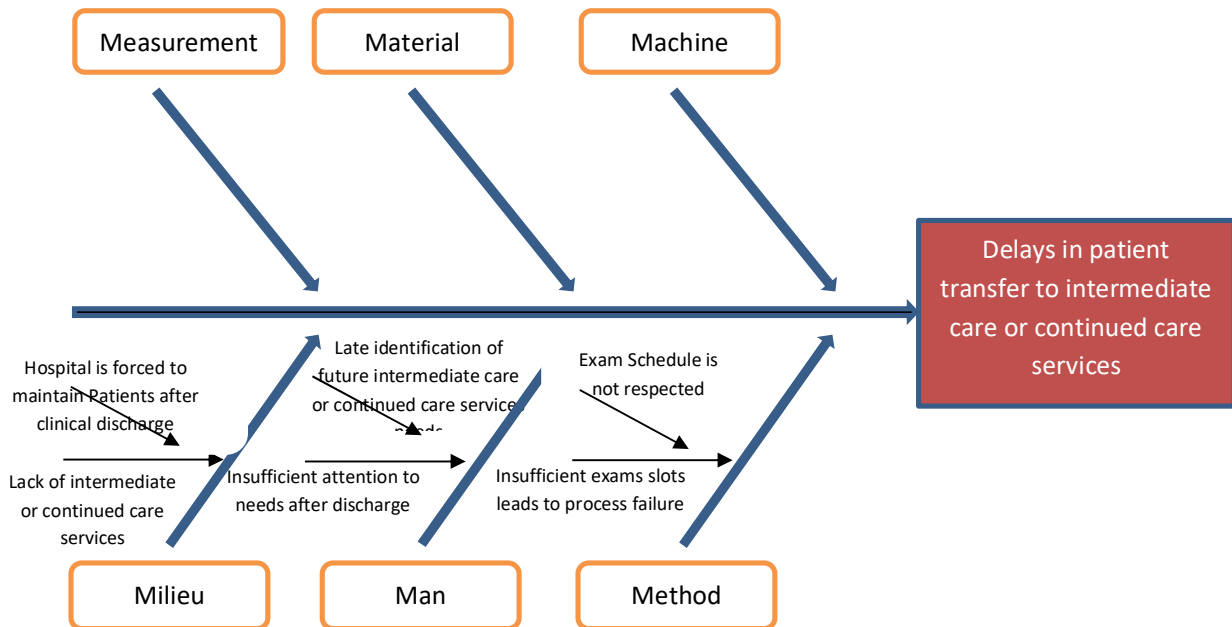 Measurement
Material
Machine
Delays in patient
transfer to intermediate
care or continued care
services
Hospital is forced to
maintain Patients after
clinical discharge
Lack of intermediate
or continued care
services
Late identification of
future intermediate care
or continued care services
needs
Insufficient attention to
needs after discharge
Exam Schedule is
not respected
Insufficient exams slots
leads to process failure
Milieu
Man
Method